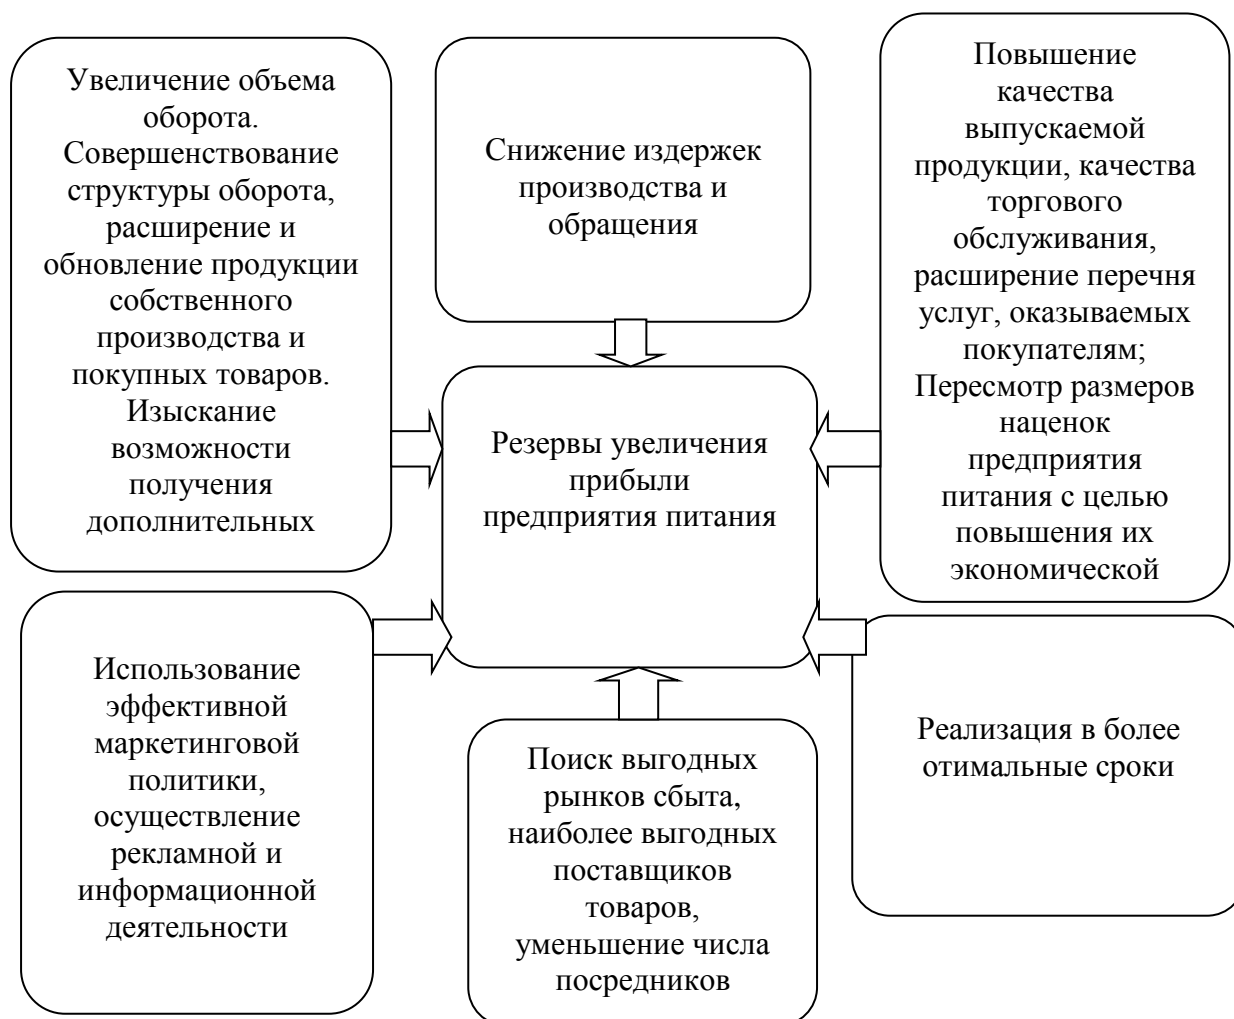 Увеличение объема
оборота.
Совершенствование
структуры оборота,
расширение и
обновление продукции
собственного
производства и
покупных товаров.
Изыскание
возможности
получения
дополнительных
Снижение издержек
производства и
обращения
Повышение
качества
выпускаемой
продукции, качества
торгового
обслуживания,
расширение перечня
услуг, оказываемых
покупателям;
Пересмотр размеров
наценок
предприятия
питания с целью
повышения их
экономической
Резервы увеличения
прибыли
предприятия питания
Использование
эффективной
маркетинговой
политики,
осуществление
рекламной и
информационной
деятельности
Поиск выгодных
рынков сбыта,
наиболее выгодных
поставщиков
товаров,
уменьшение числа
посредников
Реализация в более
отимальные сроки